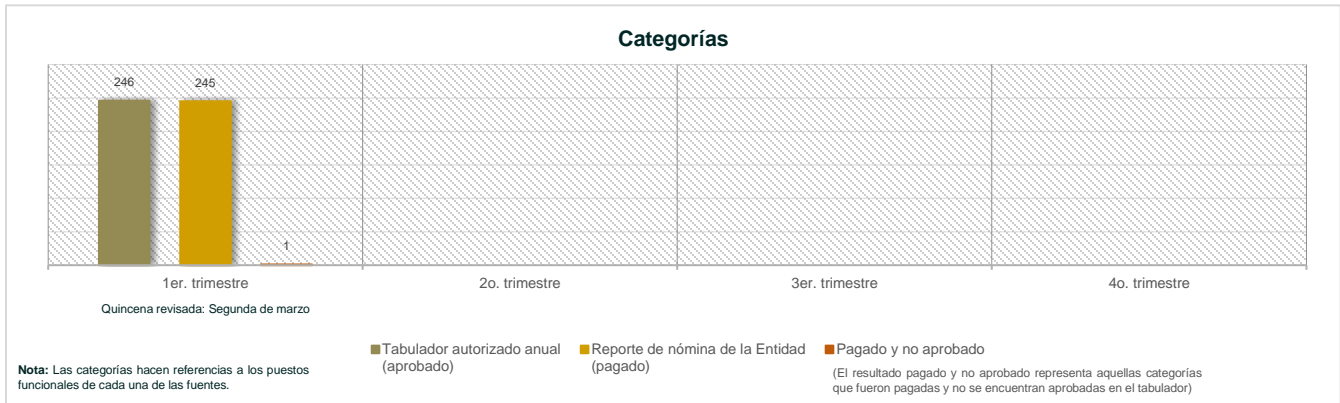 Categorías
246
245
1
1er. trimestre
2o. trimestre
3er. trimestre
4o. trimestre
Quincena revisada: Segunda de marzo
Tabulador autorizado anual
(aprobado)
Reporte de nómina de la Entidad
(pagado)
Pagado y no aprobado
(El resultado pagado y no aprobado representa aquellas categorías
que fueron pagadas y no se encuentran aprobadas en el tabulador)
Nota: Las categorías hacen referencias a los puestos
funcionales de cada una de las fuentes.